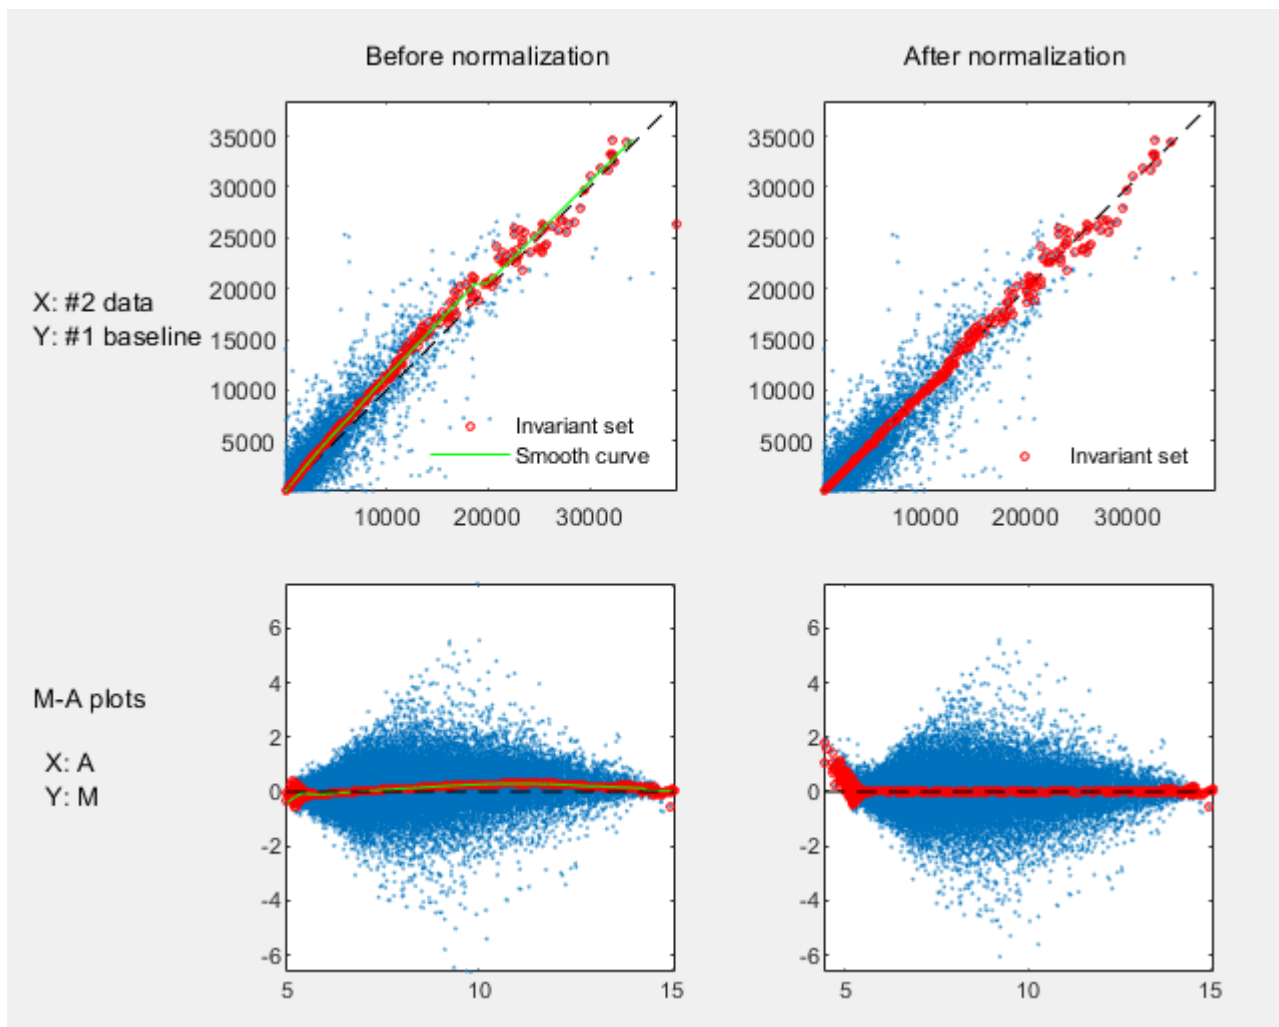 Before normalization
After normalization
X: #2 data
Y: #1 baseline
35000
30000
25000
20000
15000
10000
5000
10000 20000 30000
Invariant set
Smooth curve
35000
30000
25000
20000
15000
10000
5000
10000 20000 30000
Invariant set
M-A plots
X: A
Y: M
6
4
2
0
-2
-4
-6
5 10 15
6
4
2
0
-2
-4
-6
5 10 15